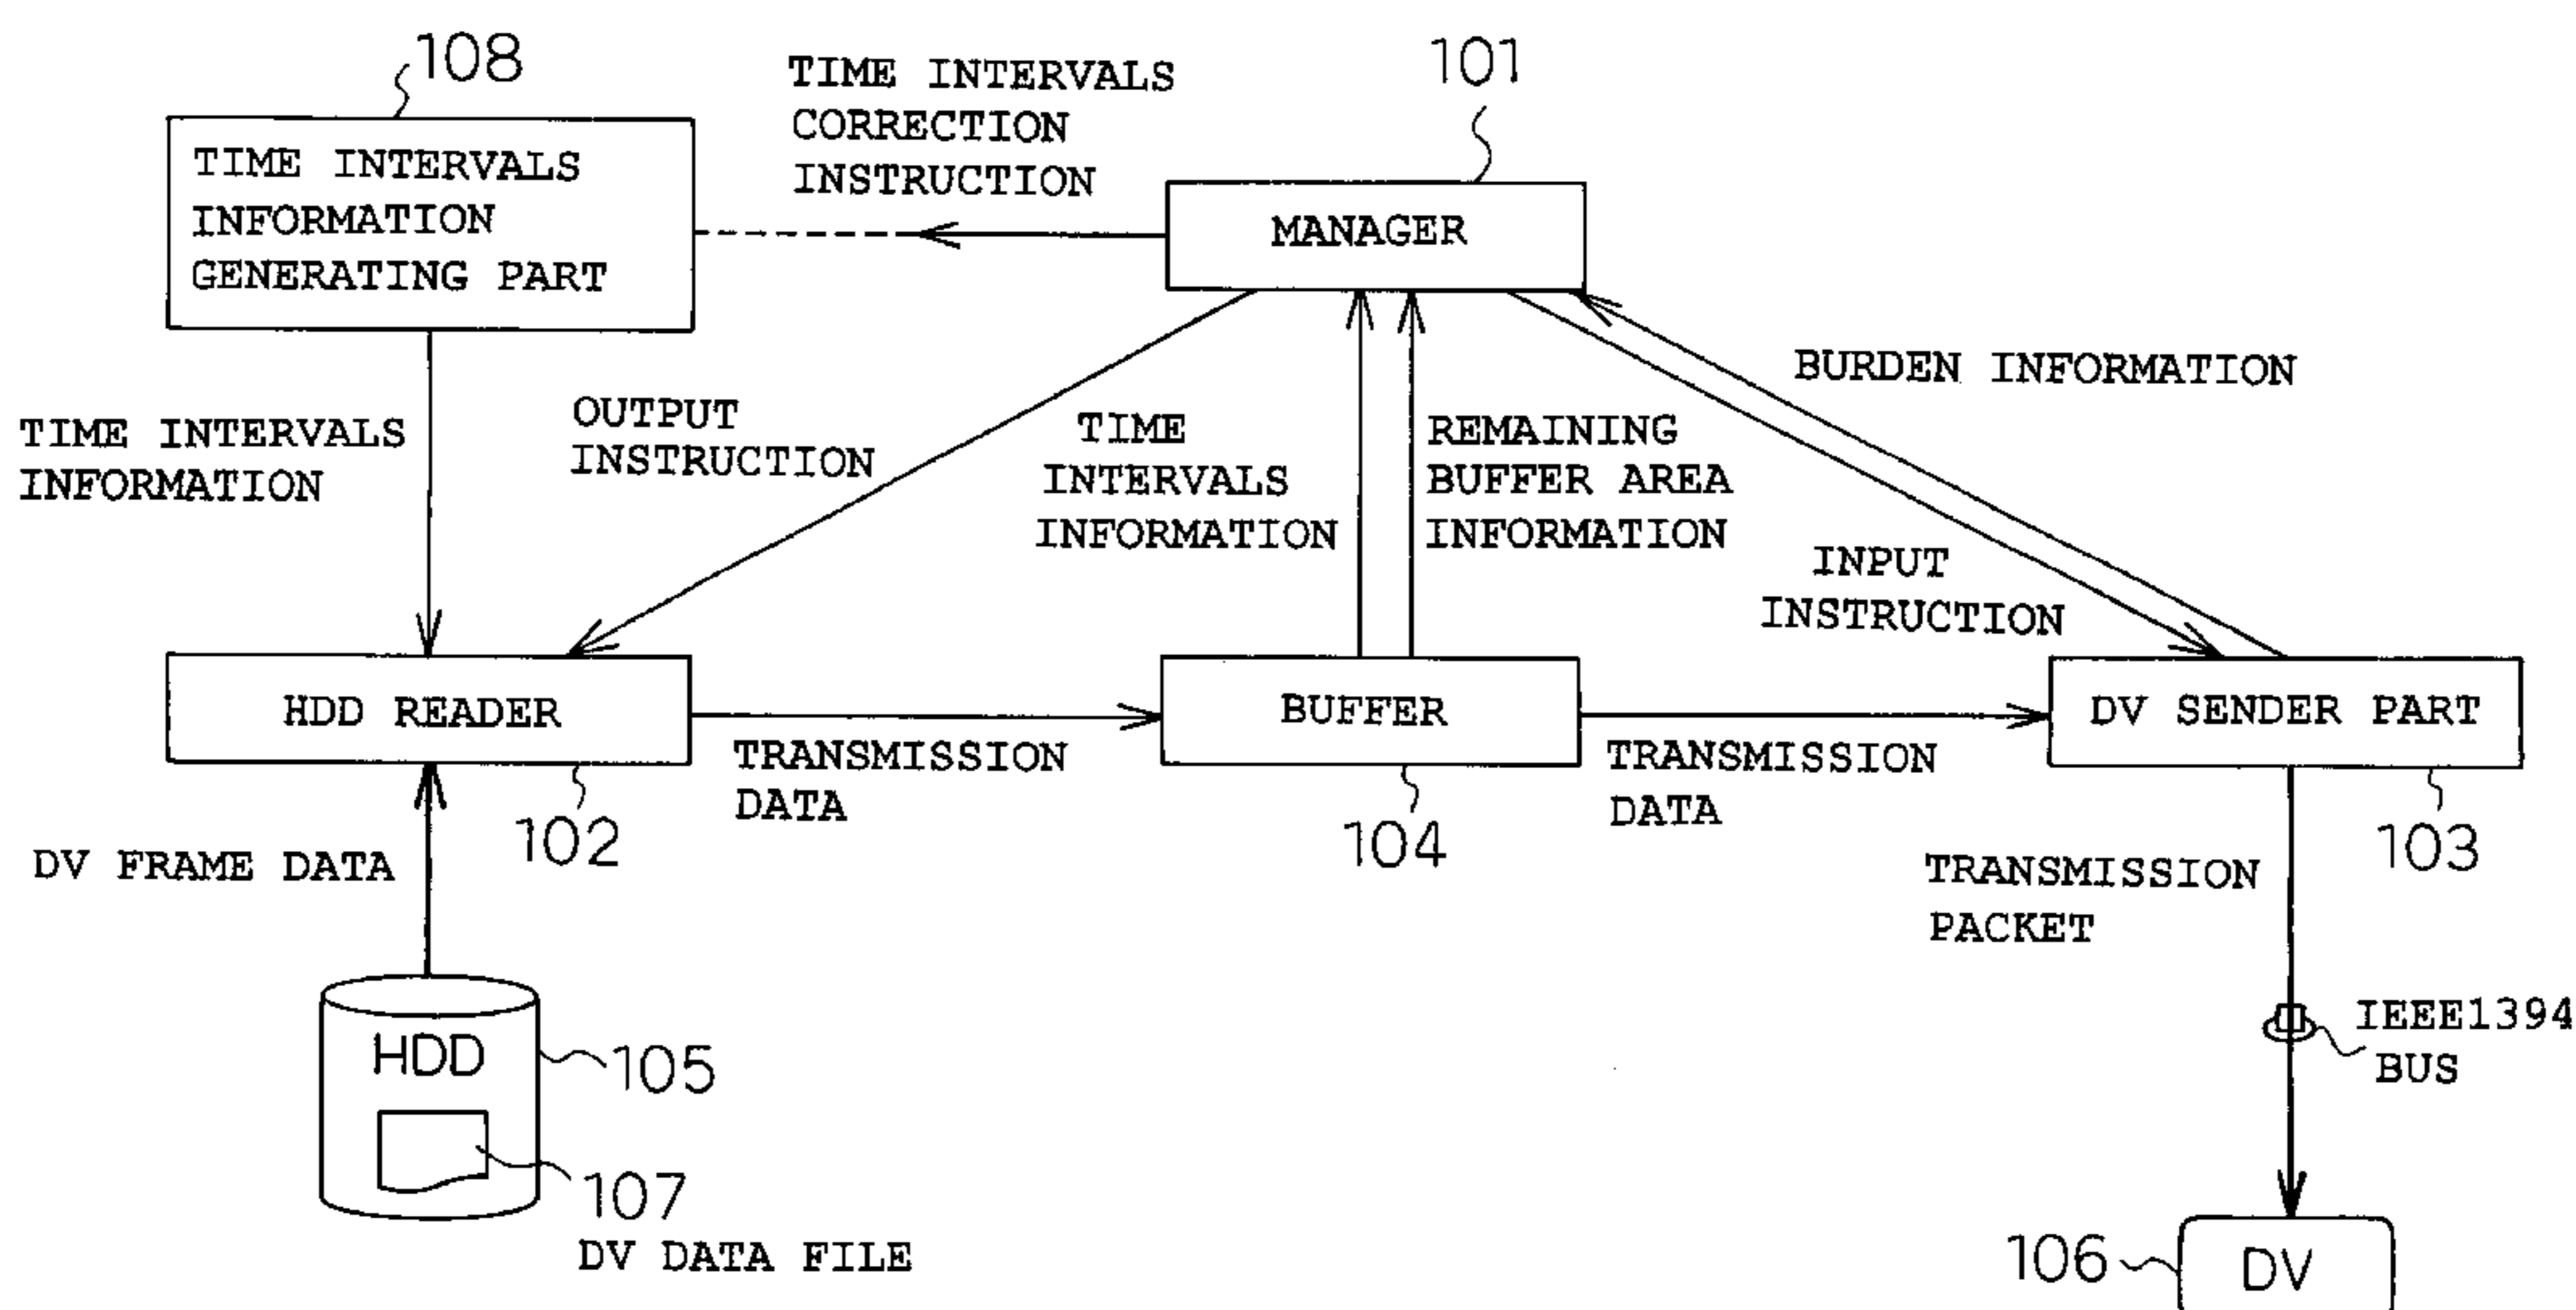 108
TIME INTERVALS
CORRECTION
INSTRUCTION
101
TIME INTERVALS
INFORMATION
GENERATING PART
MANAGER
TIME INTERVALS
INFORMATION
OUTPUT
INSTRUCTION
TIME
INTERVALS
INFORMATION
REMAINING
BUFFER AREA
INFORMATION
BURDEN INFORMATION
INPUT
INSTRUCTION
HDD READER
BUFFER
DV SENDER PART
TRANSMISSION
DATA
TRANSMISSION
DATA
102
104
103
DV FRAME DATA
TRANSMISSION
PACKET
HDD
105
IEEE1394
BUS
107
DV DATA FILE
106
DV